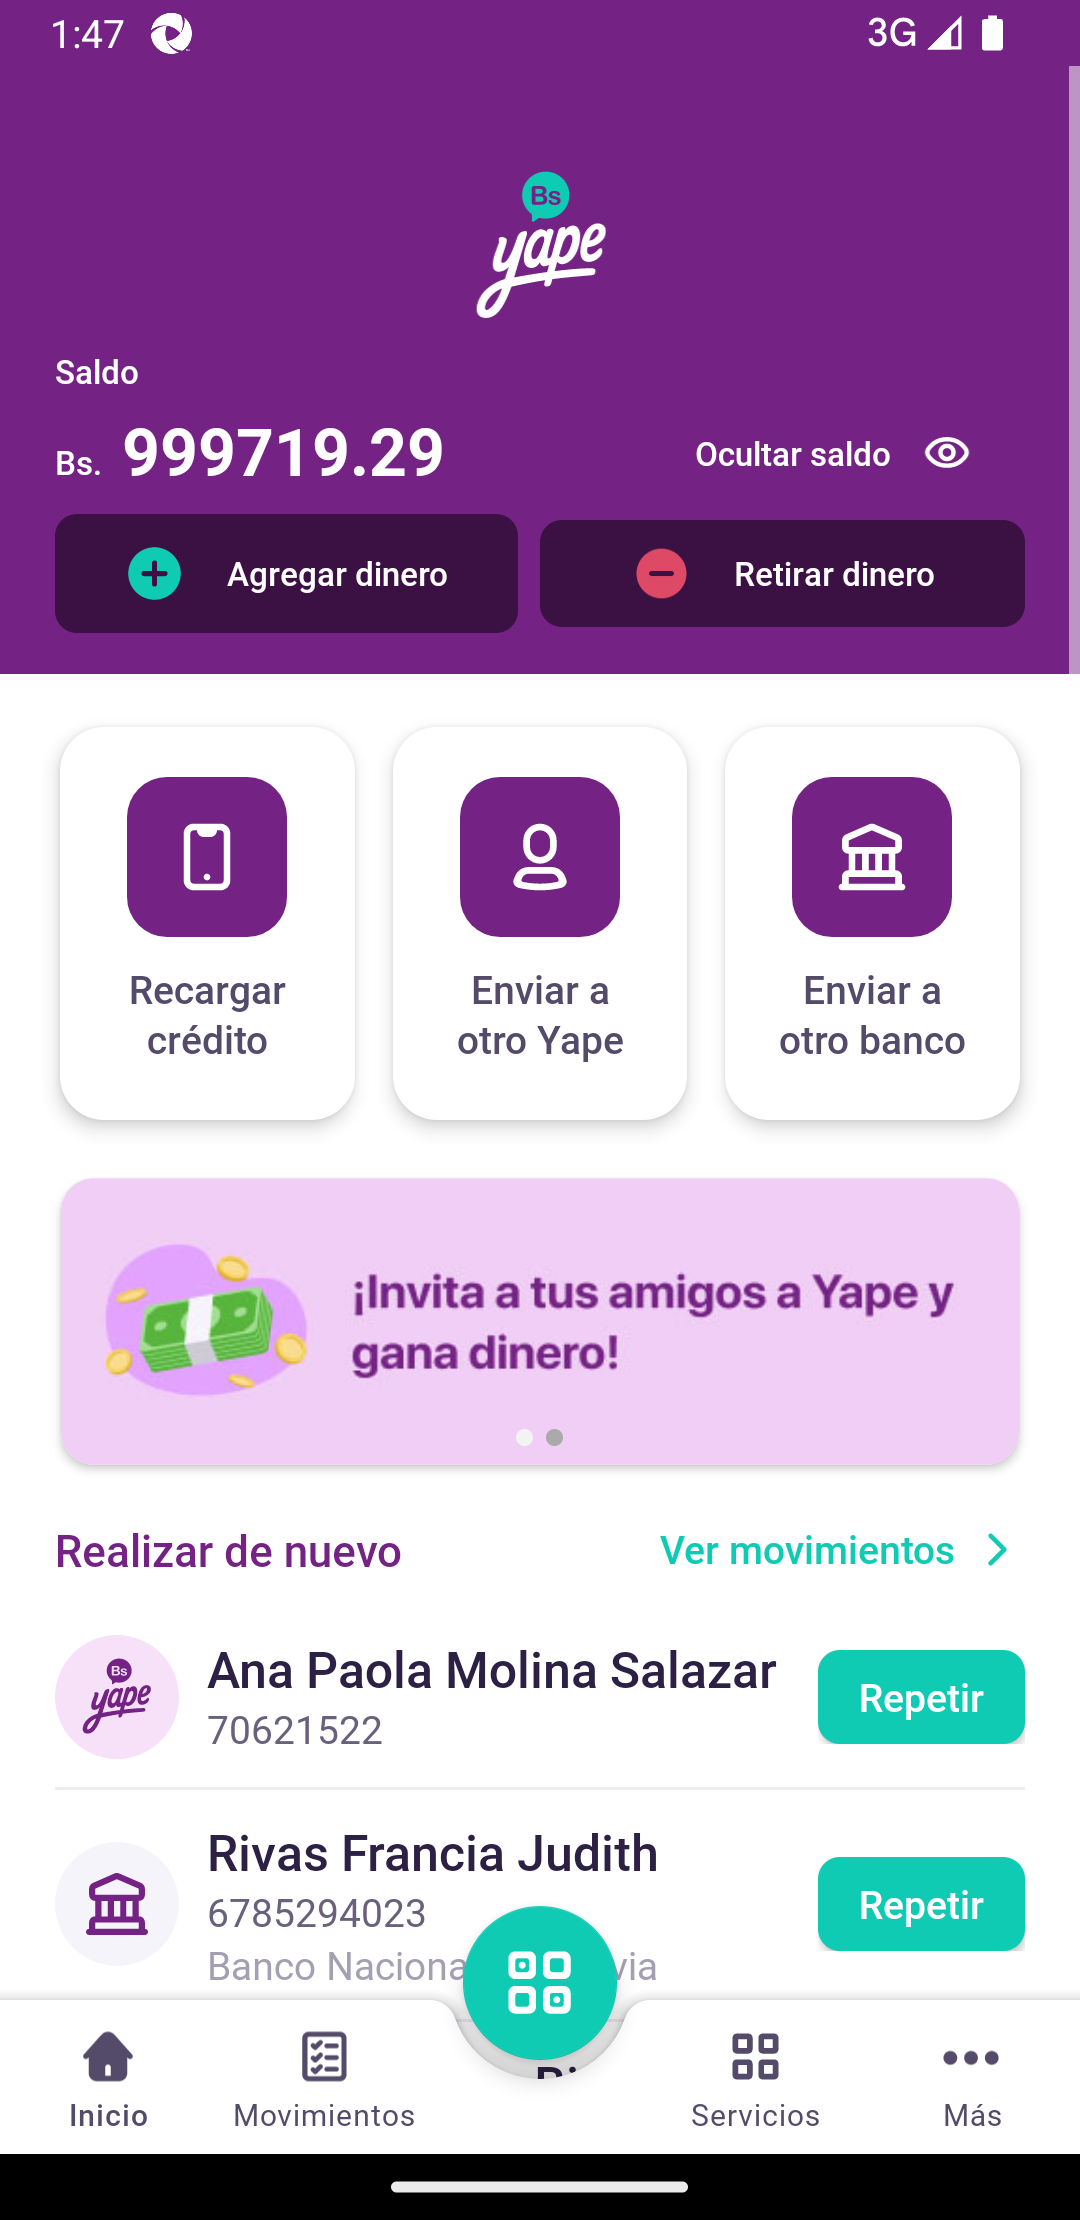 1:47
3G
Bs
yape
Saldo
Bs. 999719.29
Ocultar saldo
Agregar dinero
Retirar dinero
Recargar
crédito
Enviar a
otro Yape
Enviar a
otro banco
¡Invita a tus amigos a Yape y
gana dinero!
Realizar de nuevo
Ver movimientos
Bs
yape
Ana Paola Molina Salazar
70621522
Repetir
Rivas Francia Judith
6785294023
Banco Naciona
via
Repetir
Inicio
Movimientos
Servicios
Más